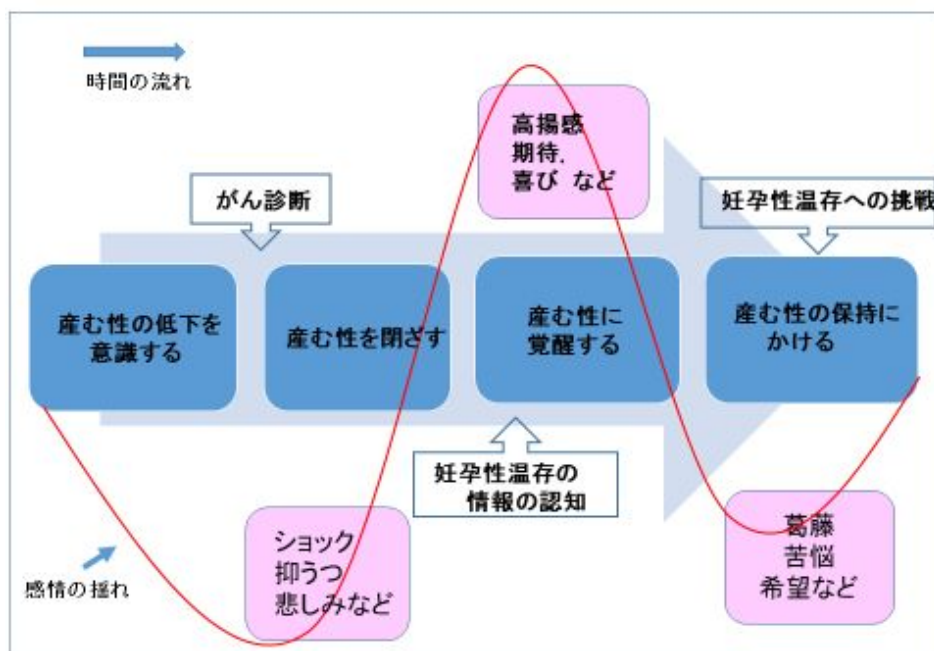 時間の流れ
高揚感
期待.
喜び など
がん診断
妊孕性温存への挑戦
産む性の低下を
意識する
産む性を閉ざす
産む性に
覚醒する
産む性の保持に
かける
妊孕性温存の
情報の認知
ショック
抑うつ
悲しみなど
葛藤
苦悩
希望など
感情の揺れ